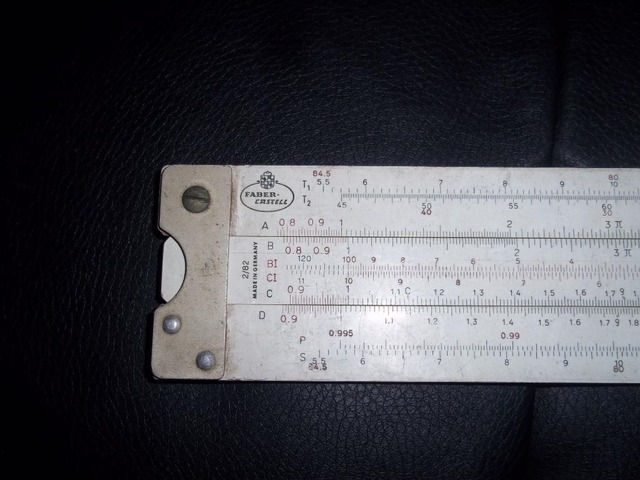 84.5
T1 5.5 6 7 8 9 80 10
FABER-CASTELL
T2 45 50 40 55 60 30
A 0.8 0.9 1 2 3 π
B 0.8 0.9 1 2 3 π
BI 120 100 9 8 7 6 5 4
2/82
MADE IN GERMANY
CI 11 10 9 8 7 6
C 0.9 1 1.1 C 1.2 1.3 1.4 1.5 1.6 1.7 1.8
D 0.9 1.1 1.2 1.3 1.4 1.5 1.6 1.7 1.8
P 0.995 0.99
S 5.5 6 7 8 9 10
84.5 80